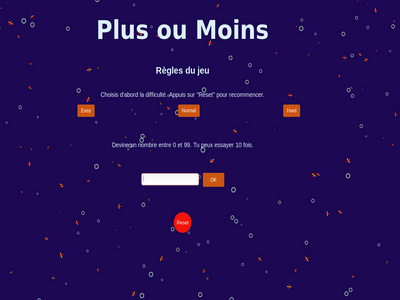 Plus ou Moins
Règles du jeu
Choisis d'abord la difficulté. Appuis sur "Reset" pour recommencer.
Easy Normal Hard
Devine un nombre entre 0 et 99. Tu peux essayer 10 fois.
OK
Reset